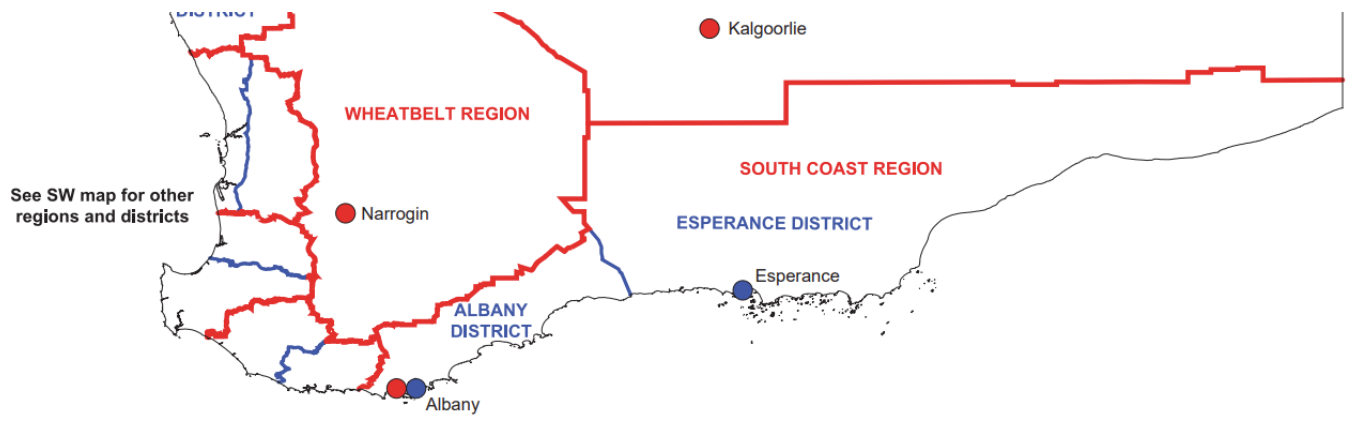 DISTRICT
Kalgoorlie
WHEATBELT REGION
SOUTH COAST REGION
See SW map for other
regions and districts
Narrogin
ESPERANCE DISTRICT
Esperance
ALBANY
DISTRICT
Albany